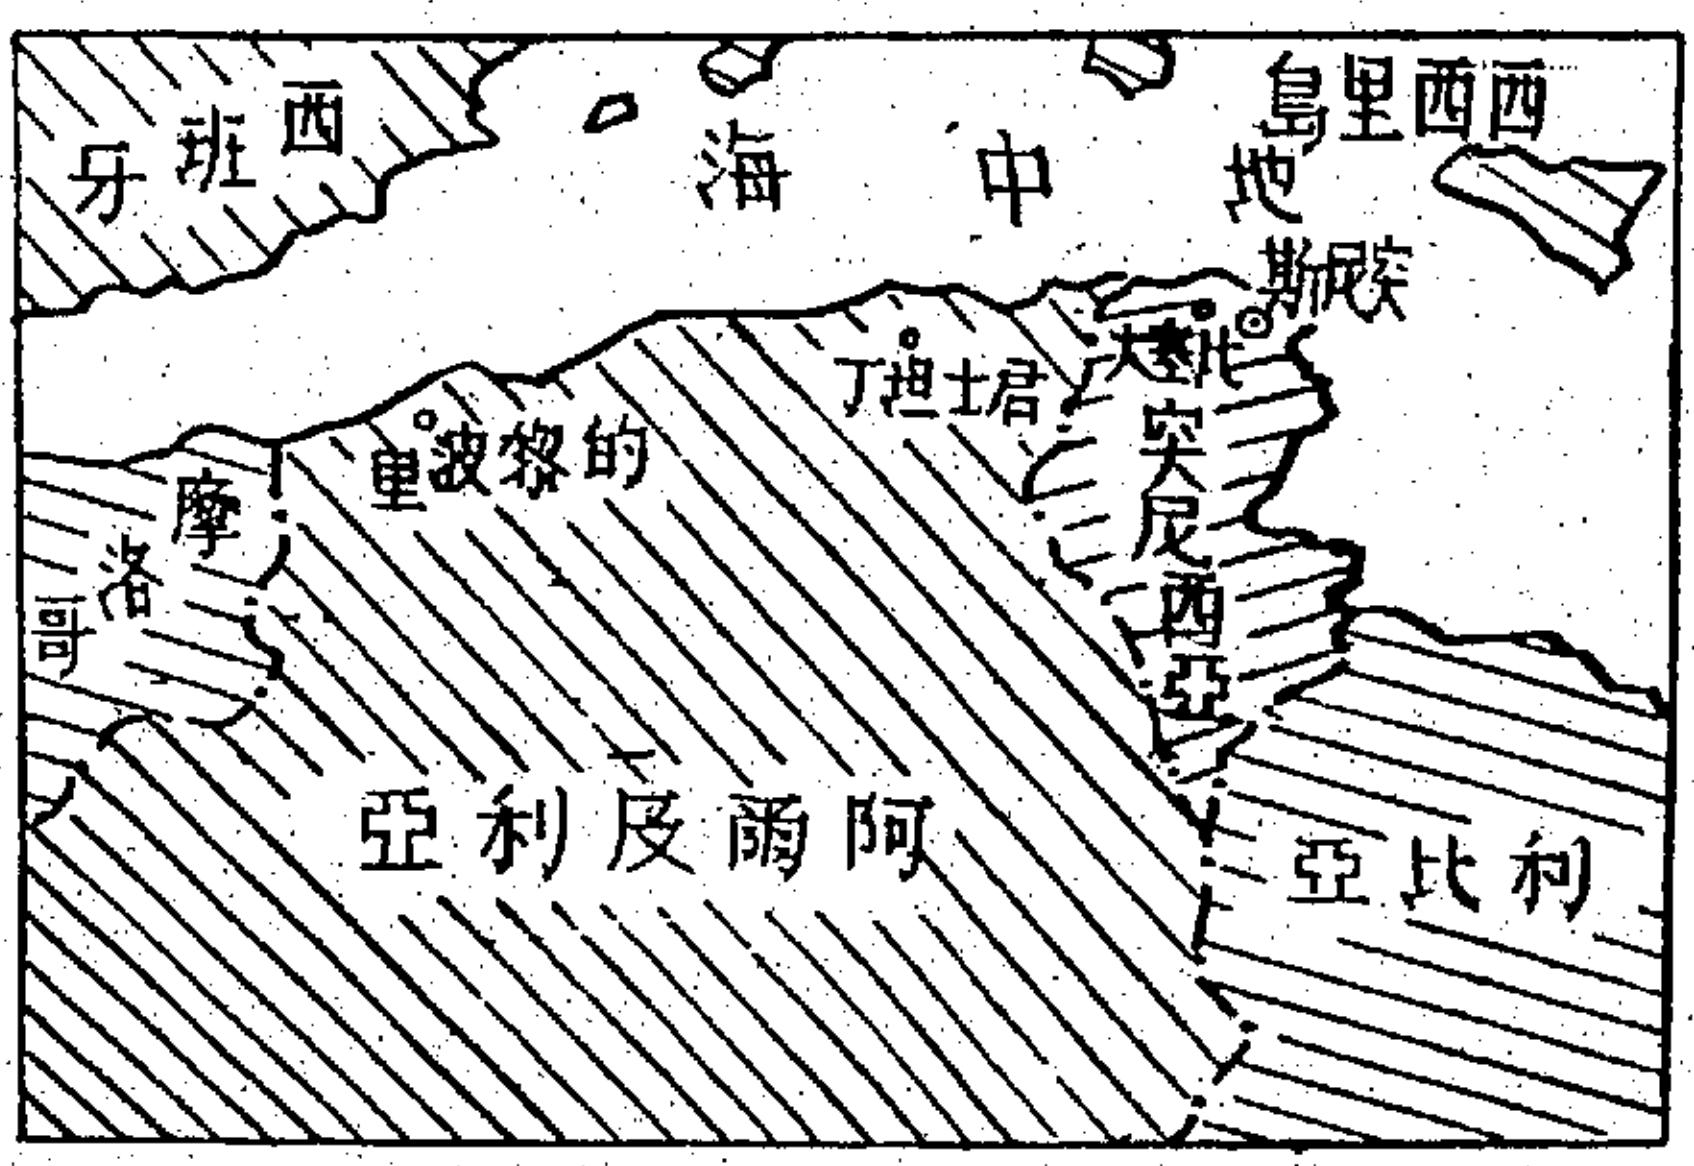 西班牙
地中海
西西里島
突尼斯
比塞大
君士坦丁
的黎波里
摩洛哥
突尼西亞
阿爾及利亞
利比亞